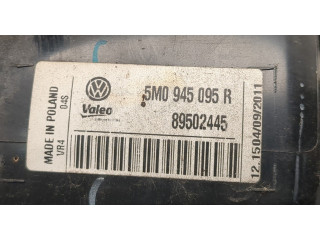 MADE IN POLAND
VR4
04S
Valeo
5M0 945 095 R
89502445
12.1504/09/2011